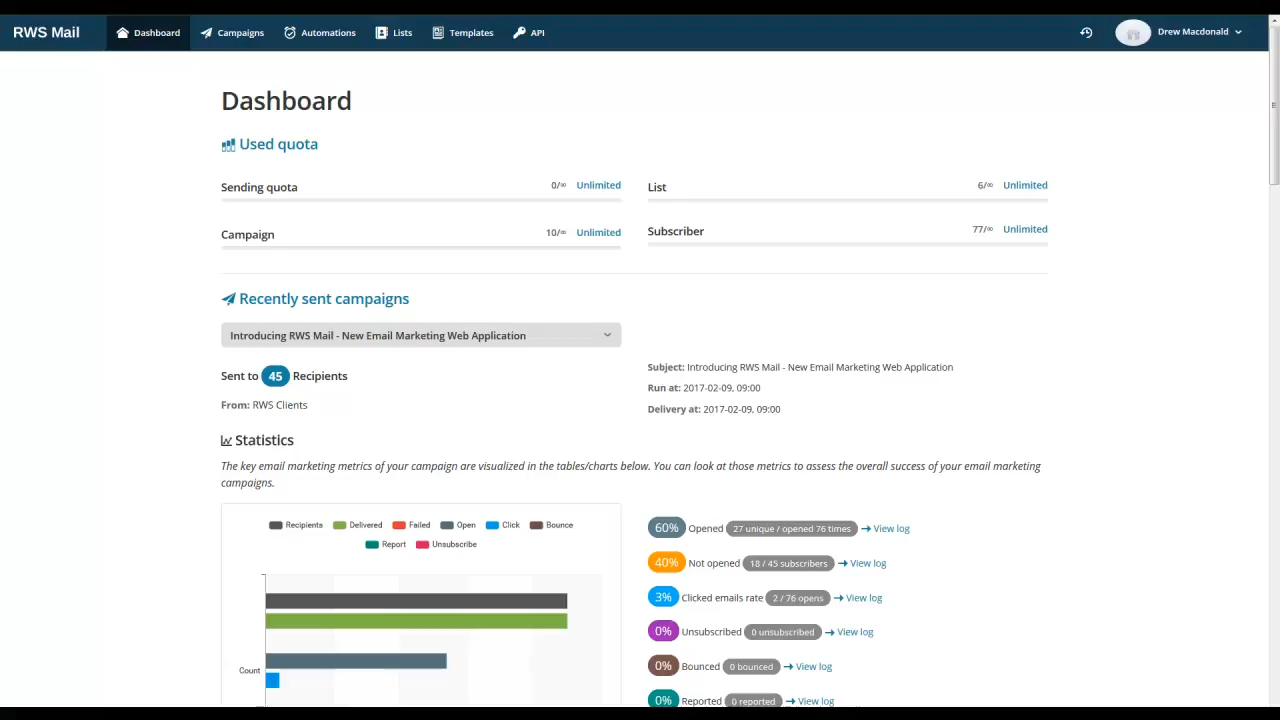 RWS Mail Dashboard Campaigns Automations Lists Templates API Drew Macdonald
Dashboard
Used quota
Sending quota 0/∞ Unlimited
List 6/∞ Unlimited
Campaign 10/∞ Unlimited
Subscriber 77/∞ Unlimited
Recently sent campaigns
Introducing RWS Mail - New Email Marketing Web Application
Sent to 45 Recipients
From: RWS Clients
Subject: Introducing RWS Mail - New Email Marketing Web Application
Run at: 2017-02-09, 09:00
Delivery at: 2017-02-09, 09:00
Statistics
The key email marketing metrics of your campaign are visualized in the tables/charts below. You can look at those metrics to assess the overall success of your email marketing
campaigns.
Recipients Delivered Failed Open Click Bounce
Report Unsubscribe
Count
60% Opened 27 unique / opened 76 times View log
40% Not opened 18 / 45 subscribers View log
3% Clicked emails rate 2 / 76 opens View log
0% Unsubscribed 0 unsubscribed View log
0% Bounced 0 bounced View log
0% Reported 0 reported View log